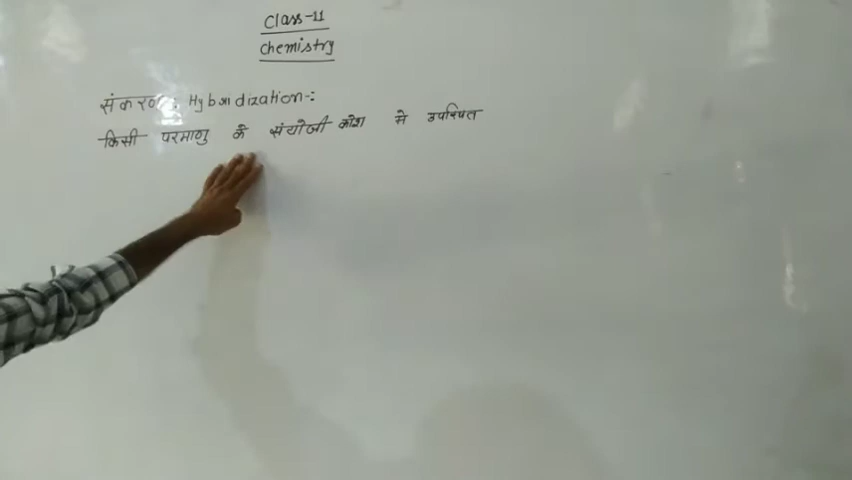 Class-11
Chemistry
संकरण : Hybridization-:
किसी परमाणु के संयोजी कोश मे उपस्थित